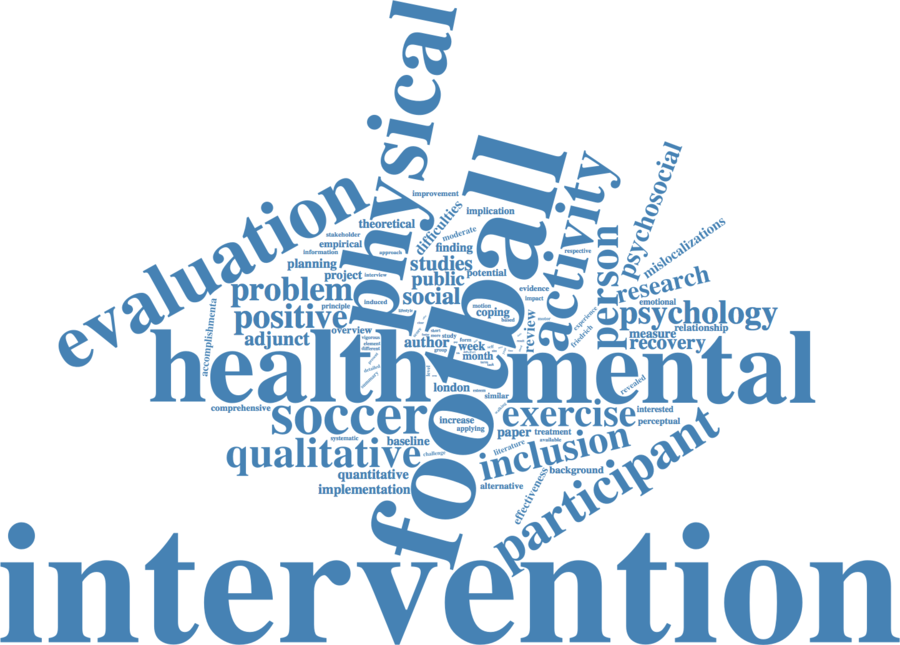 physical
football
activity
psychosocial
evaluation
improvement
theoretical
difficulties
implication
stakeholder
empirical
moderate
mislocalizations
information
approach
finding
respective
person
planning
studies
project
interview
public
potential
research
problem
social
evidence
emotional
induced
impact
principle
motion
coping
positive
experience
psychology
accomplishmenta
overview
review
measure
relationship
adjunct
author
week
friedrich
recovery
study
group
month
health
mental
london
revealed
similar
comprehensive
soccer
increase
applying
exercise
interested
perceptual
systematic
baseline
paper
treatment
available
qualitative
challenge
literature
inclusion
participant
quantitative
background
implementation
alternative
effectiveness
intervention